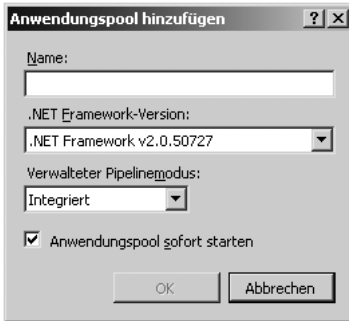 Anwendungspool hinzufügen
Name:
.NET Framework-Version:
.NET Framework v2.0.50727
Verwalteter Pipelinemodus:
Integriert
Anwendungspool sofort starten
OK Abbrechen